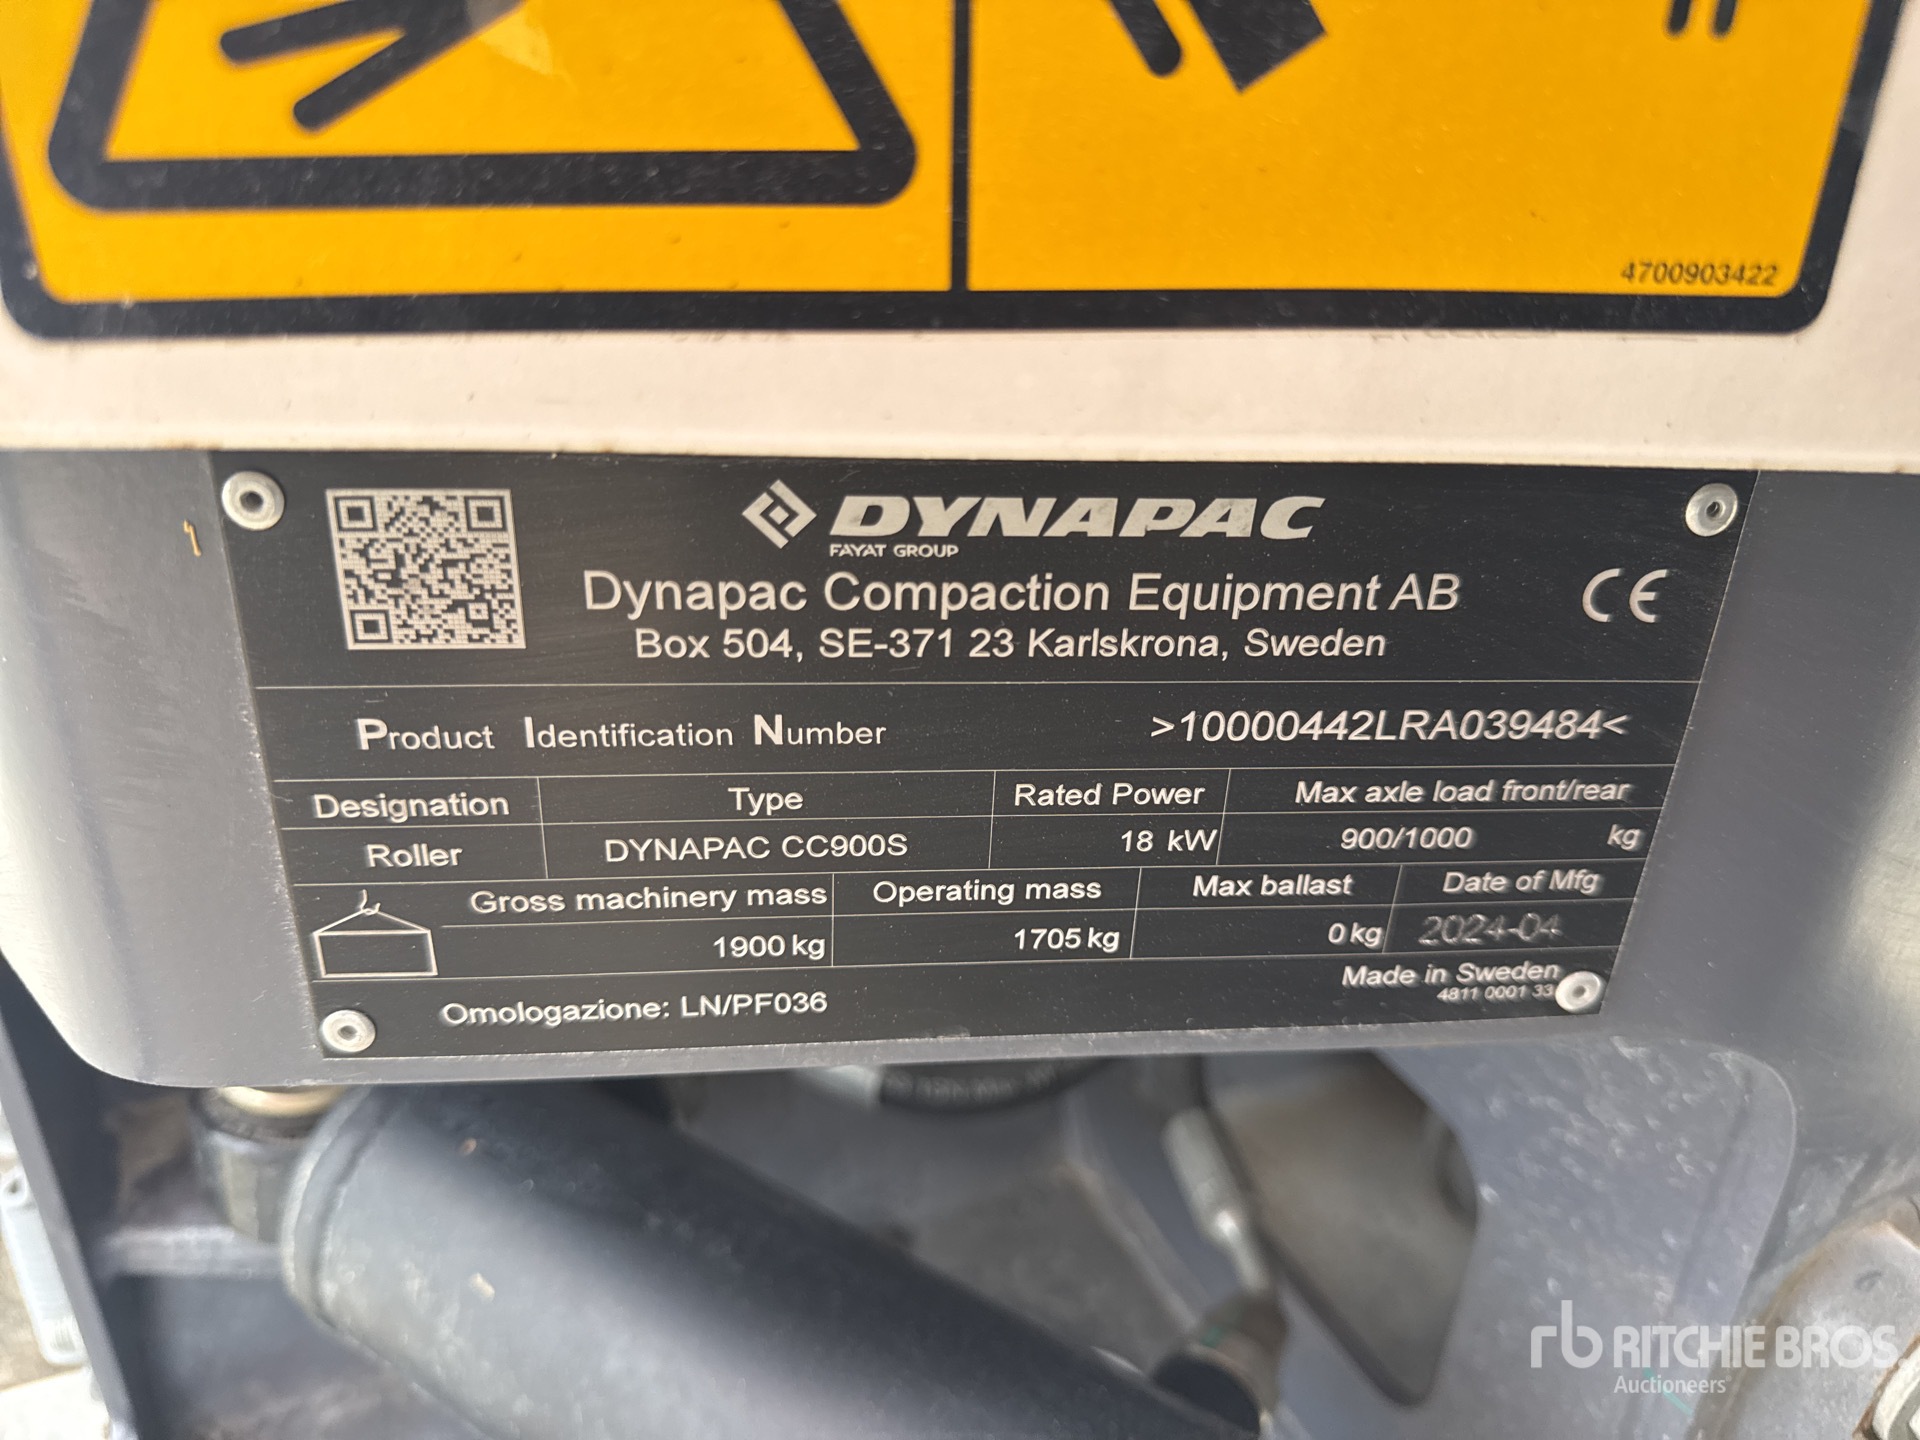 4700903422
DYNAPAC
FAYAT GROUP
Dynapac Compaction Equipment AB
CE
Box 504, SE-371 23 Karlskrona, Sweden
Product Identification Number >10000442LRA039484<
Designation Type Rated Power Max axle load front/rear
Roller DYNAPAC CC900S 18 kW 900/1000 kg
Gross machinery mass Operating mass Max ballast Date of Mfg
1900 kg 1705 kg 0 kg 2024-04
Made in Sweden
4811 0001 33
Omologazione: LN/PF036
rb RITCHIE BROS.
Auctioneers